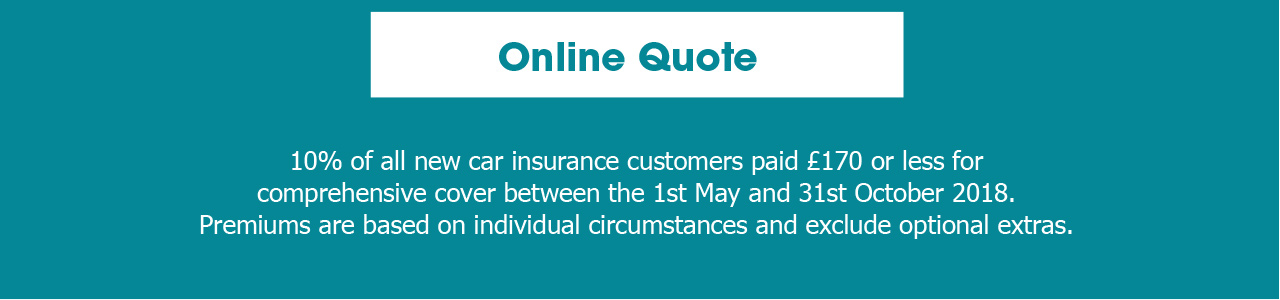 Online Quote
10% of all new car insurance customers paid £170 or less for
comprehensive cover between the 1st May and 31st October 2018.
Premiums are based on individual circumstances and exclude optional extras.